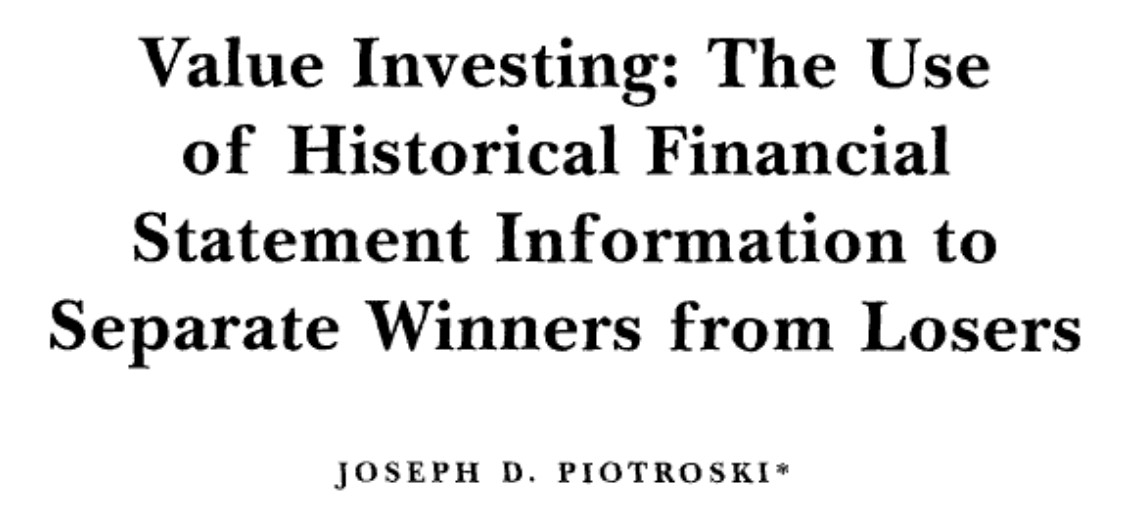 Value Investing: The Use
of Historical Financial
Statement Information to
Separate Winners from Losers
JOSEPH D. PIOTROSKI*